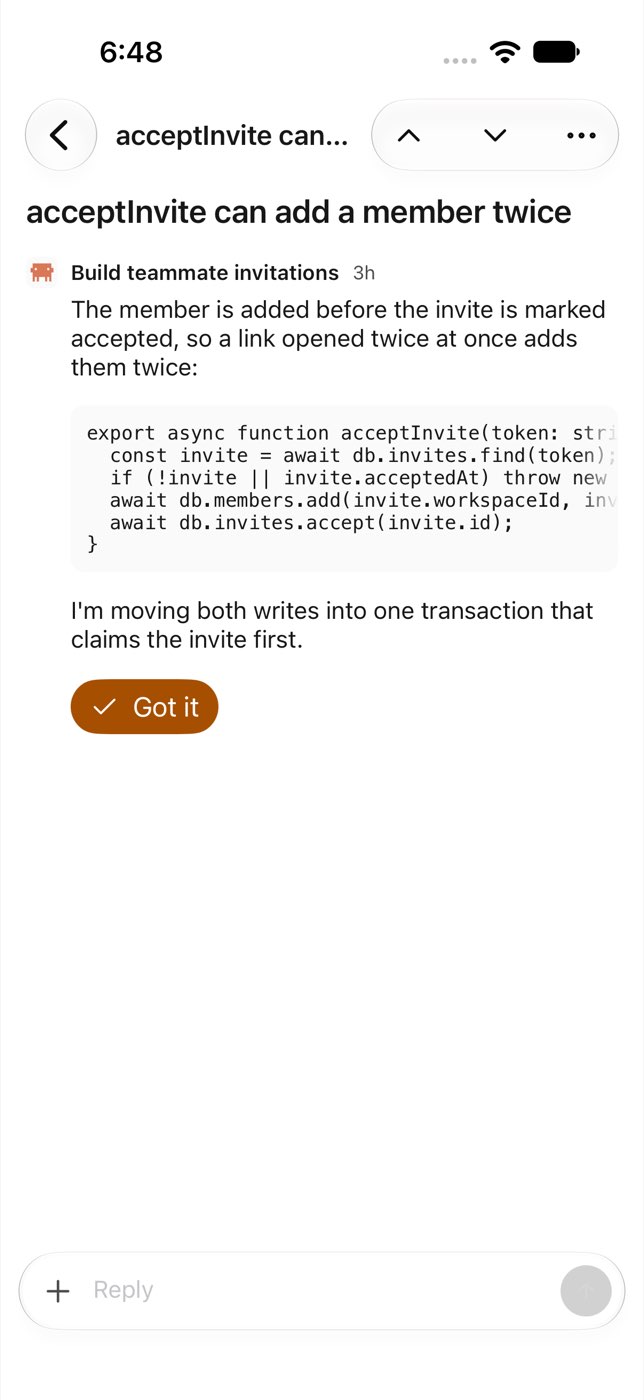 6:48
acceptInvite can...
acceptInvite can add a member twice
Build teammate invitations 3h
The member is added before the invite is marked
accepted, so a link opened twice at once adds
them twice:
export async function acceptInvite(token: stri
  const invite = await db.invites.find(token);
  if (!invite || invite.acceptedAt) throw new
  await db.members.add(invite.workspaceId, inv
  await db.invites.accept(invite.id);
}
I'm moving both writes into one transaction that
claims the invite first.
Got it
Reply